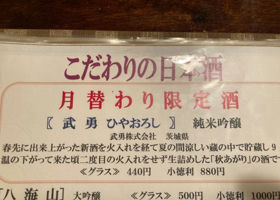 こだわりの日本酒
月替わり限定酒
〖 武勇 ひやおろし 〗 純米吟醸
武勇株式会社 茨城県
春先に出来上がった新酒を火入れを経て夏の間涼しい蔵の中で貯蔵し9
温の下がって来た頃二度目の火入れをせず生詰めした「秋あがり」の酒です
≪グラス≫ 440円 小徳利 880円
〖八海山〗 大吟醸 ≪グラス≫ 500円 小徳利 1000円